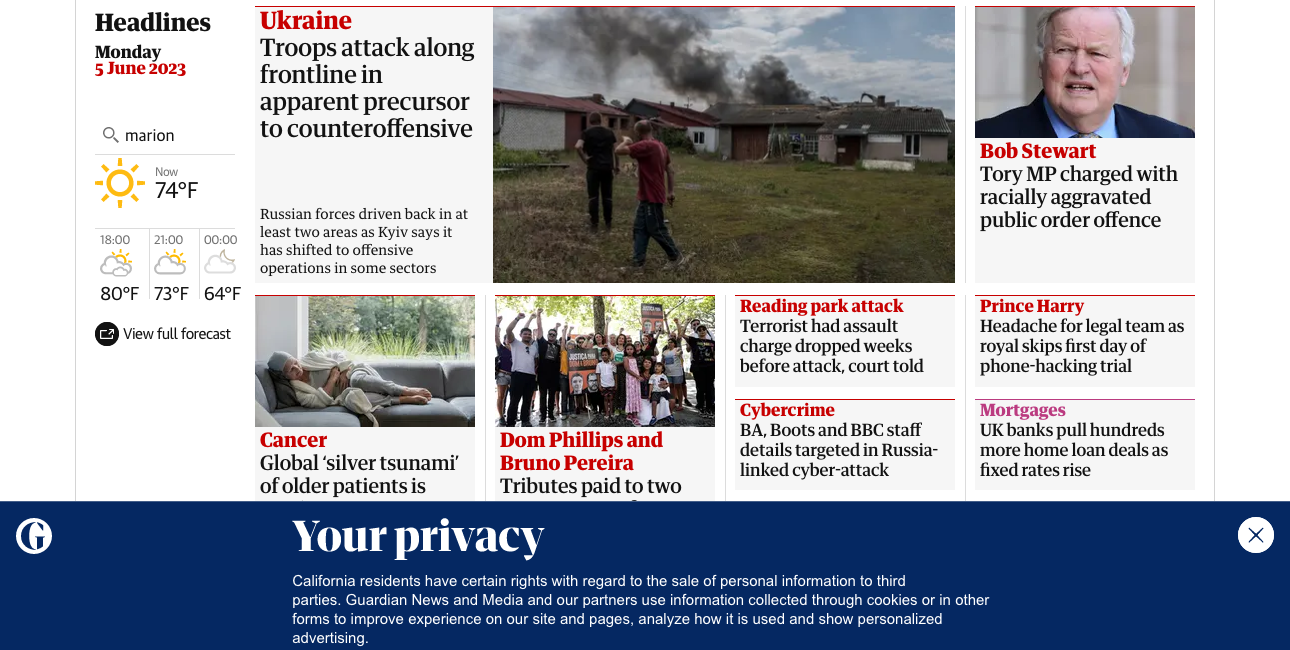 Headlines
Monday
5 June 2023
marion
Now
74°F
18:00
21:00
00:00
80°F
73°F
64°F
View full forecast
Ukraine
Troops attack along
frontline in
apparent precursor
to counteroffensive
Russian forces driven back in at
least two areas as Kyiv says it
has shifted to offensive
operations in some sectors
Bob Stewart
Tory MP charged with
racially aggravated
public order offence
Cancer
Global ‘silver tsunami’
of older patients is
JUSTICA PARA
DOM E BRUNO
Dom Phillips and
Bruno Pereira
Tributes paid to two
Reading park attack
Terrorist had assault
charge dropped weeks
before attack, court told
Prince Harry
Headache for legal team as
royal skips first day of
phone-hacking trial
Cybercrime
BA, Boots and BBC staff
details targeted in Russia-
linked cyber-attack
Mortgages
UK banks pull hundreds
more home loan deals as
fixed rates rise
G
Your privacy
California residents have certain rights with regard to the sale of personal information to third
parties. Guardian News and Media and our partners use information collected through cookies or in other
forms to improve experience on our site and pages, analyze how it is used and show personalized
advertising.